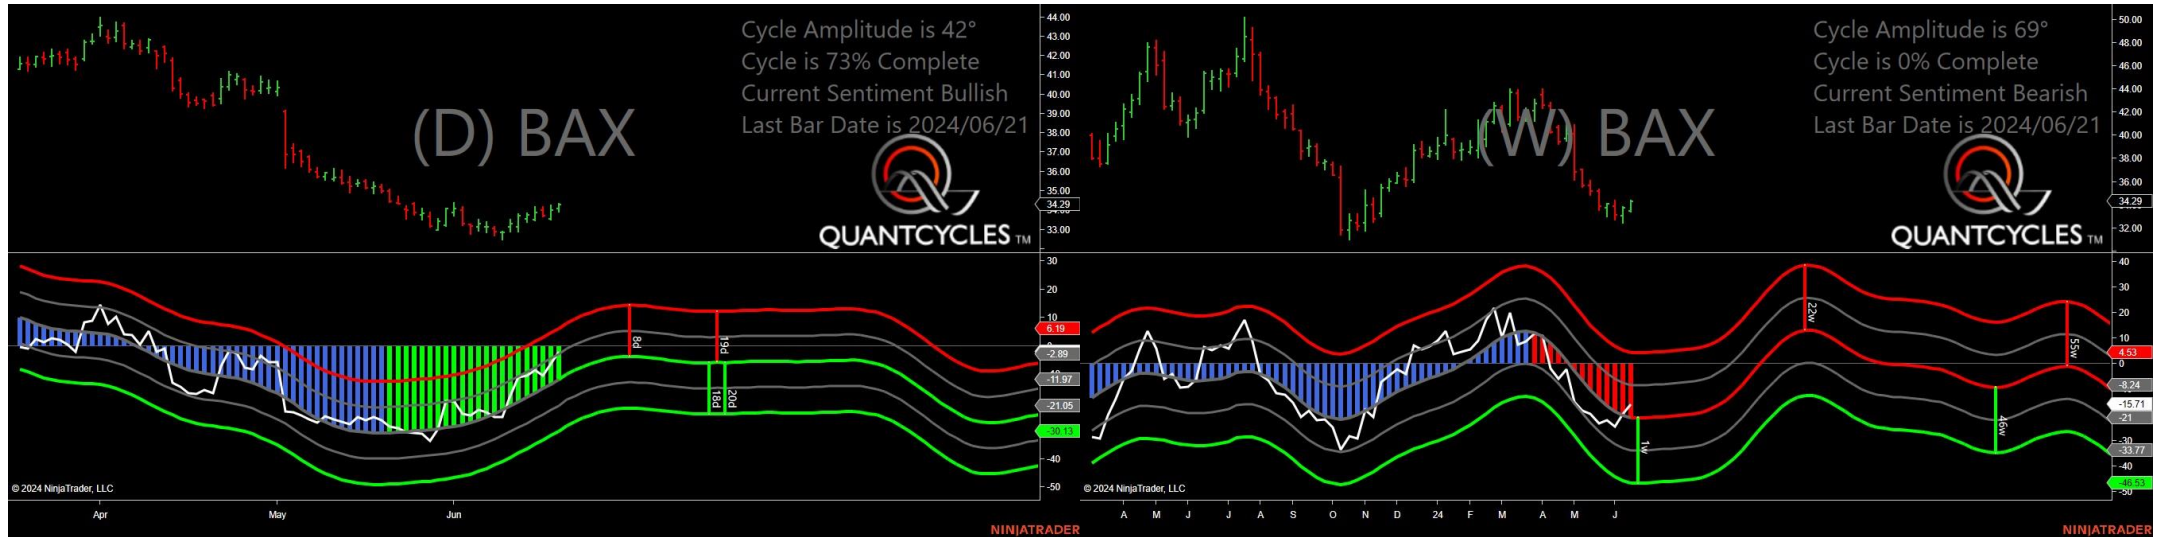 Cycle Amplitude is 42°
Cycle is 73% Complete
Current Sentiment Bullish
Last Bar Date is 2024/06/21
(D) BAX
QUANTCYCLES TM
44.00
43.00
42.00
41.00
40.00
39.00
38.00
37.00
36.00
35.00
34.29
33.00
30
20
10
6.19
0
-2.89
-11.97
-21.05
-30.13
-40
-50
8d
19d
18d
20d
© 2024 NinjaTrader, LLC
Apr
May
Jun
NINJATRADER
Cycle Amplitude is 69°
Cycle is 0% Complete
Current Sentiment Bearish
Last Bar Date is 2024/06/21
(W) BAX
QUANTCYCLES TM
50.00
48.00
46.00
44.00
42.00
40.00
38.00
36.00
34.29
32.00
40
30
20
10
4.53
0
-8.24
-15.71
-21
-30
-33.77
-40
-46.53
-50
22w
55w
46w
1w
© 2024 NinjaTrader, LLC
A M J J A S O N D 24 F M A M J
NINJATRADER